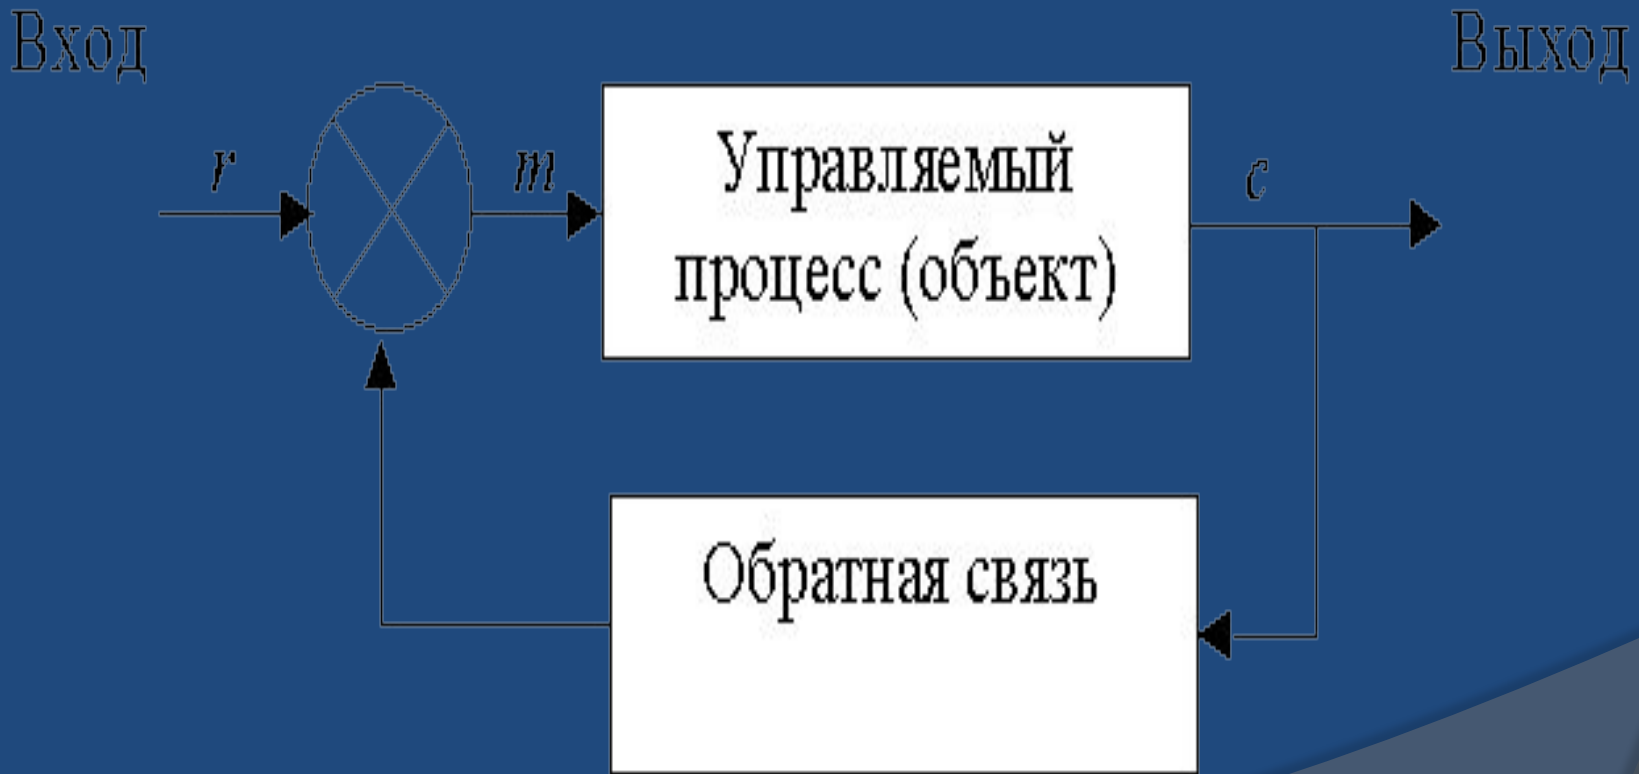 Вход
Выход
r
m
Управляемый
процесс (объект)
c
Обратная связь